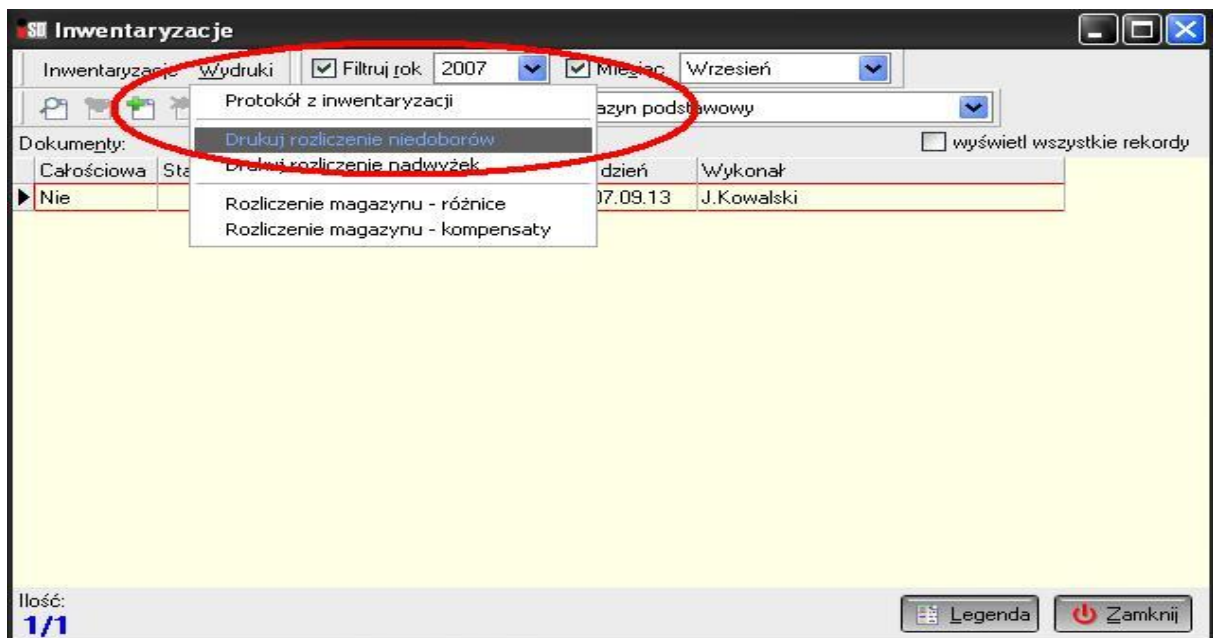 Inwentaryzacje
Inwentaryzacje Wydruki Filtruj rok 2007 Miesiąc Wrzesień
Protokół z inwentaryzacji
azyn podstawowy
Drukuj rozliczenie niedoborów
Dokumenty: wyświetl wszystkie rekordy
Drukuj rozliczenie nadwyżek
Całościowa Sta dzień Wykonał
Nie 07.09.13 J.Kowalski
Rozliczenie magazynu - różnice
Rozliczenie magazynu - kompensaty
Ilość:
1/1
Legenda Zamknij